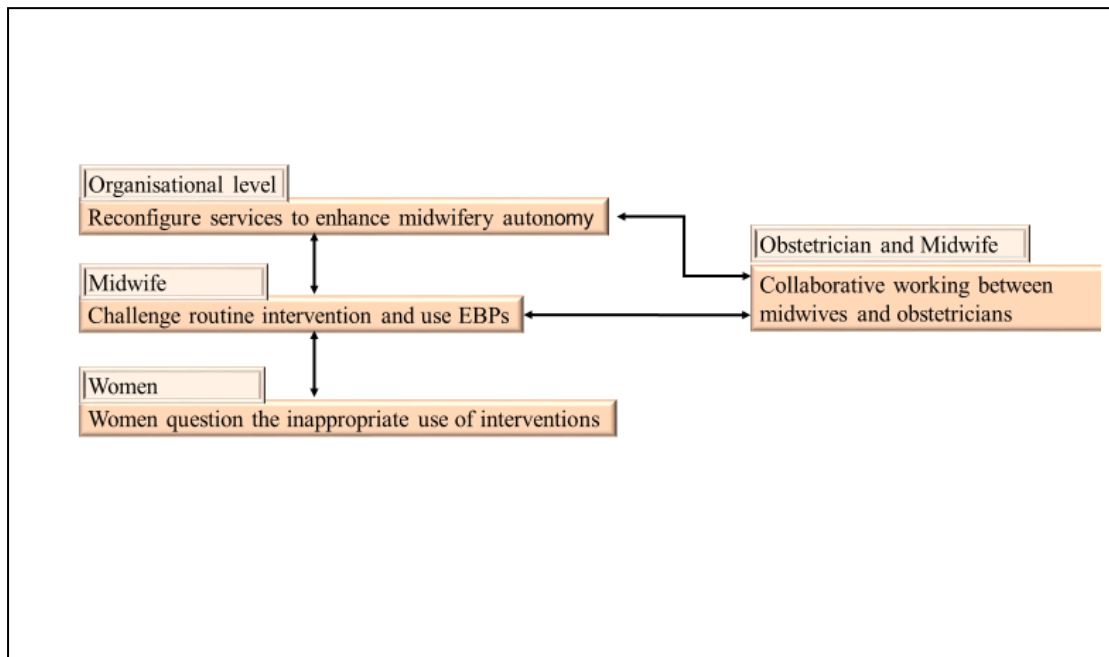 Organisational level
Reconfigure services to enhance midwifery autonomy
Midwife
Challenge routine intervention and use EBPs
Women
Women question the inappropriate use of interventions
Obstetrician and Midwife
Collaborative working between
midwives and obstetricians